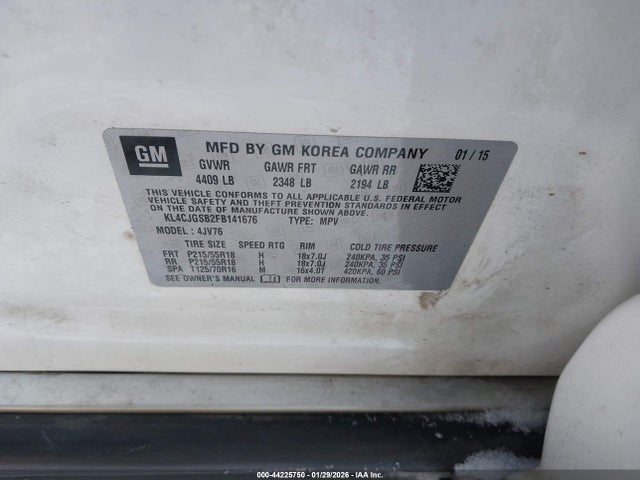 GM MFD BY GM KOREA COMPANY 01 / 15
GVWR GAWR FRT GAWR RR
4409 LB 2348 LB 2194 LB
THIS VEHICLE CONFORMS TO ALL APPLICABLE U.S. FEDERAL MOTOR
VEHICLE SAFETY, BUMPER, AND THEFT PREVENTION STANDARDS IN EFFECT
ON THE DATE OF MANUFACTURE SHOWN ABOVE.
KL4CJGSB2FB141676 TYPE: MPV
MODEL : 4JV76
TIRE SIZE SPEED RTG RIM COLD TIRE PRESSURE
FRT P215/55R18 H 18x7.0J 240KPA, 35 PSI
RR P215/55R18 H 18x7.0J 240KPA, 35 PSI
SPA T125/70R16 M 16x4.0T 420KPA, 60 PSI
SEE OWNER'S MANUAL FOR MORE INFORMATION.
000-44225750 - 01/29/2026 - IAA Inc.